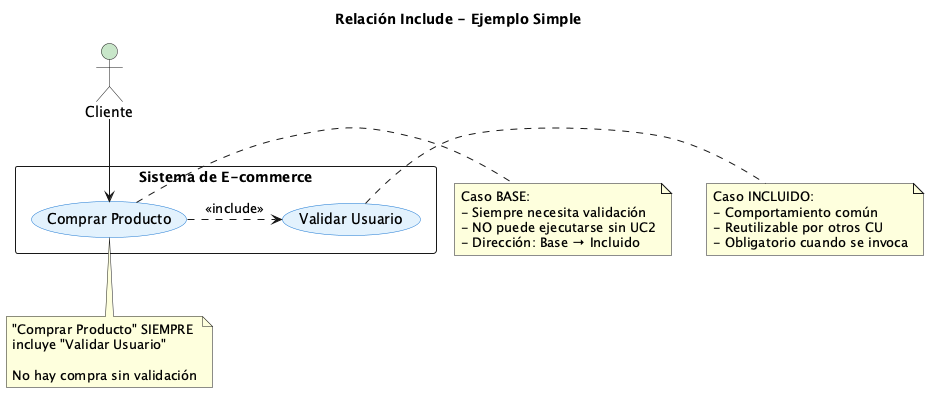 Relación Include - Ejemplo Simple
Cliente
Sistema de E-commerce
Comprar Producto
«include»
Validar Usuario
Caso BASE:
- Siempre necesita validación
- NO puede ejecutarse sin UC2
- Dirección: Base → Incluido
Caso INCLUIDO:
- Comportamiento común
- Reutilizable por otros CU
- Obligatorio cuando se invoca
"Comprar Producto" SIEMPRE
incluye "Validar Usuario"
No hay compra sin validación